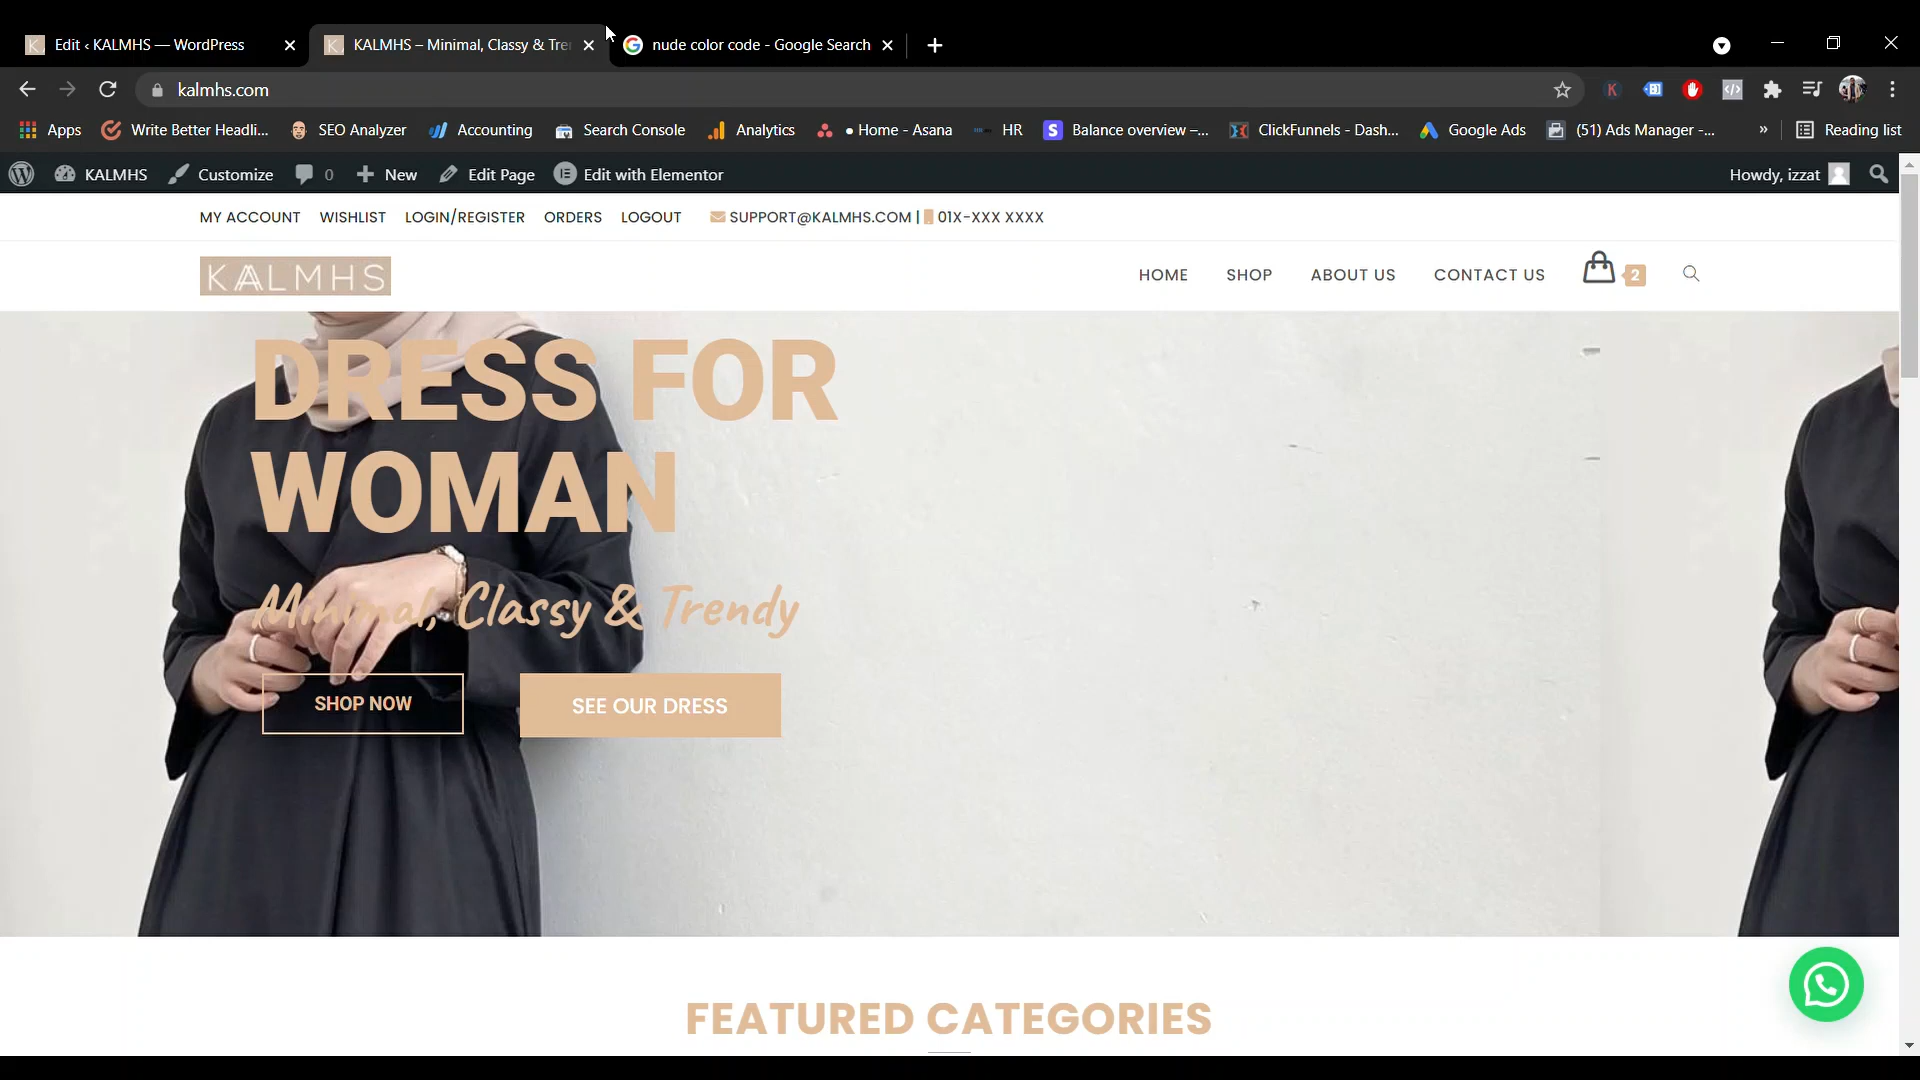 Edit ‹ KALMHS — WordPress
KALMHS – Minimal, Classy & Tre
nude color code - Google Search
kalmhs.com
Apps
Write Better Headli...
SEO Analyzer
Accounting
Search Console
Analytics
• Home - Asana
HR
Balance overview –...
ClickFunnels - Dash...
Google Ads
(51) Ads Manager -...
»
Reading list
KALMHS
Customize
0
New
Edit Page
Edit with Elementor
Howdy, izzat
MY ACCOUNT
WISHLIST
LOGIN/REGISTER
ORDERS
LOGOUT
SUPPORT@KALMHS.COM | 01X-XXX XXXX
KALMHS
HOME
SHOP
ABOUT US
CONTACT US
2
DRESS FOR
WOMAN
Minimal, Classy & Trendy
SHOP NOW
SEE OUR DRESS
FEATURED CATEGORIES